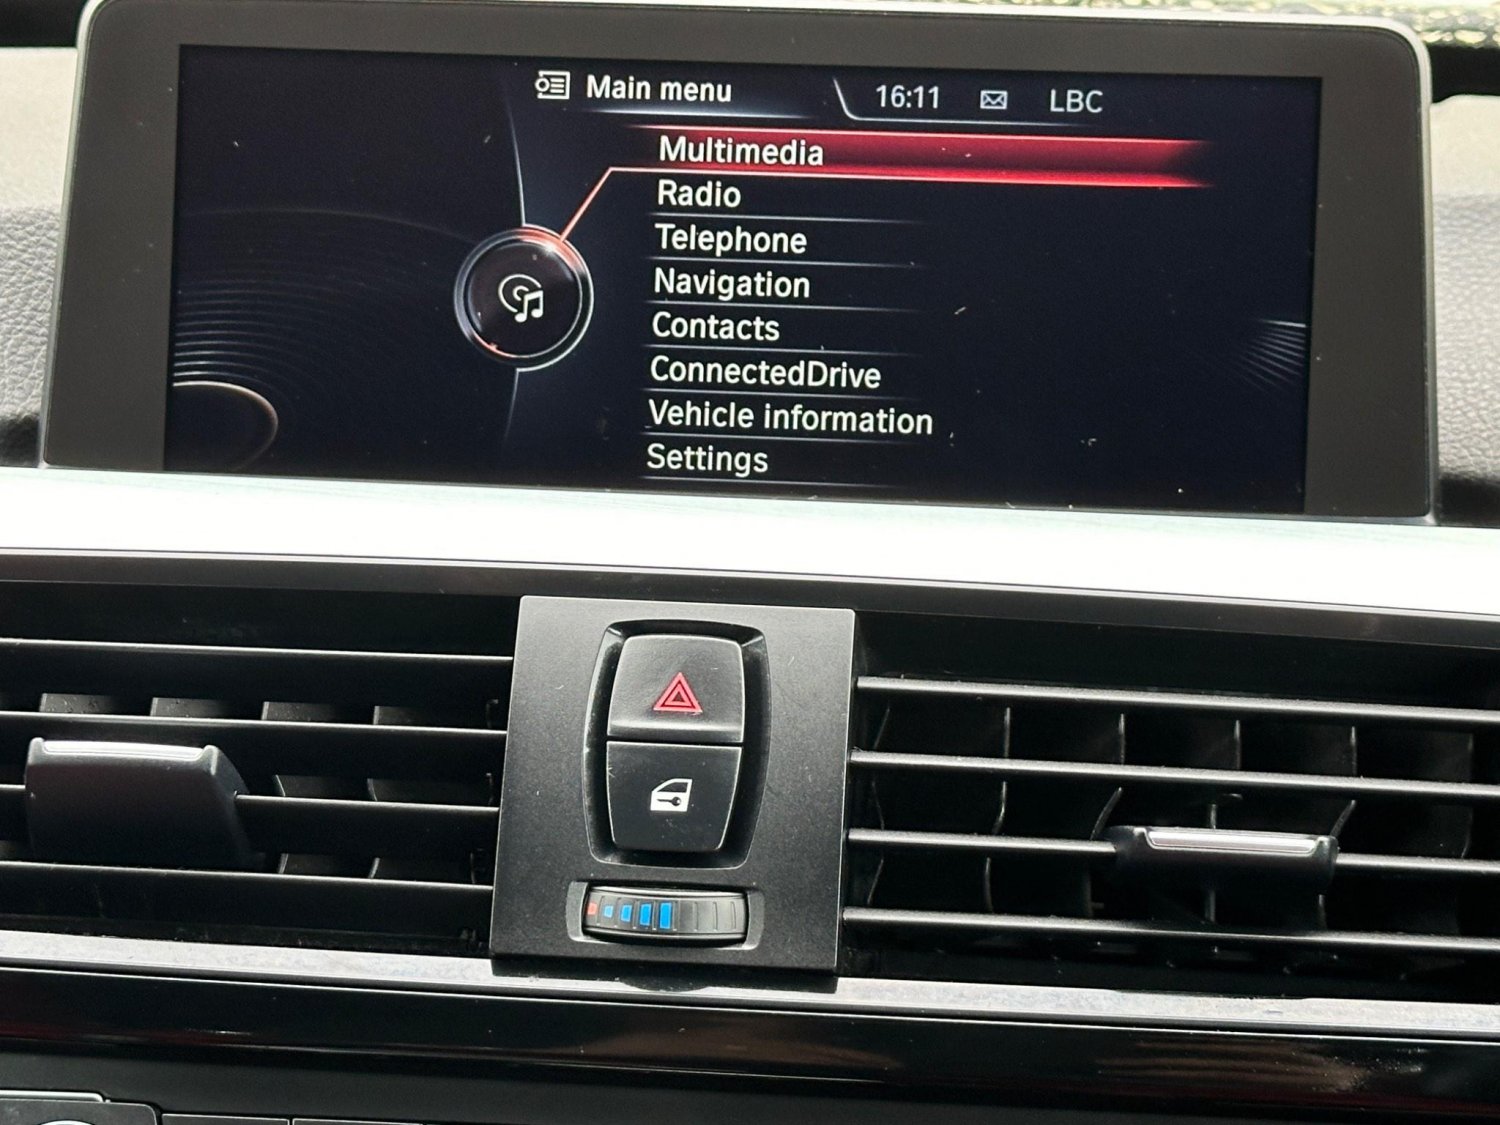 Main menu 16:11 LBC
Multimedia
Radio
Telephone
Navigation
Contacts
ConnectedDrive
Vehicle information
Settings